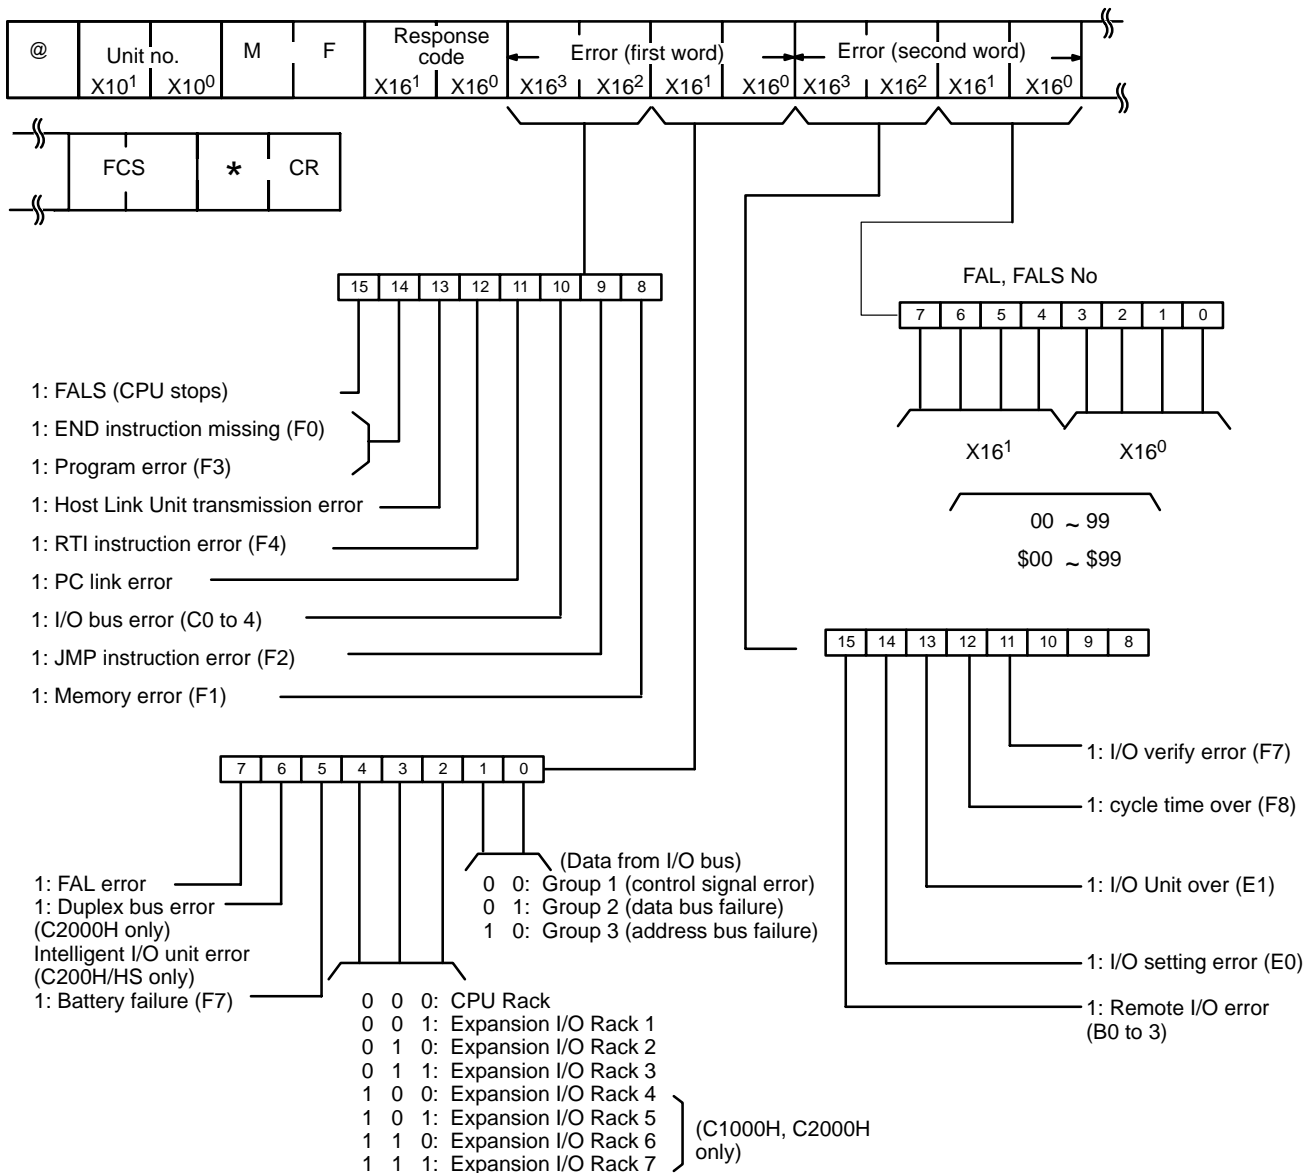 @ Unit no. M F Response code Error (first word) Error (second word)
X10¹ X10⁰ X16¹ X16⁰ X16³ X16² X16¹ X16⁰ X16³ X16² X16¹ X16⁰
FCS * CR
15 14 13 12 11 10 9 8
1: FALS (CPU stops)
1: END instruction missing (F0)
1: Program error (F3)
1: Host Link Unit transmission error
1: RTI instruction error (F4)
1: PC link error
1: I/O bus error (C0 to 4)
1: JMP instruction error (F2)
1: Memory error (F1)
FAL, FALS No
7 6 5 4 3 2 1 0
X16¹ X16⁰
00 ~ 99
$00 ~ $99
15 14 13 12 11 10 9 8
1: I/O verify error (F7)
1: cycle time over (F8)
1: I/O Unit over (E1)
1: I/O setting error (E0)
1: Remote I/O error
(B0 to 3)
7 6 5 4 3 2 1 0
1: FAL error
1: Duplex bus error
(C2000H only)
Intelligent I/O unit error
(C200H/HS only)
1: Battery failure (F7)
(Data from I/O bus)
0 0: Group 1 (control signal error)
0 1: Group 2 (data bus failure)
1 0: Group 3 (address bus failure)
0 0 0: CPU Rack
0 0 1: Expansion I/O Rack 1
0 1 0: Expansion I/O Rack 2
0 1 1: Expansion I/O Rack 3
1 0 0: Expansion I/O Rack 4
1 0 1: Expansion I/O Rack 5
1 1 0: Expansion I/O Rack 6
1 1 1: Expansion I/O Rack 7
(C1000H, C2000H
only)